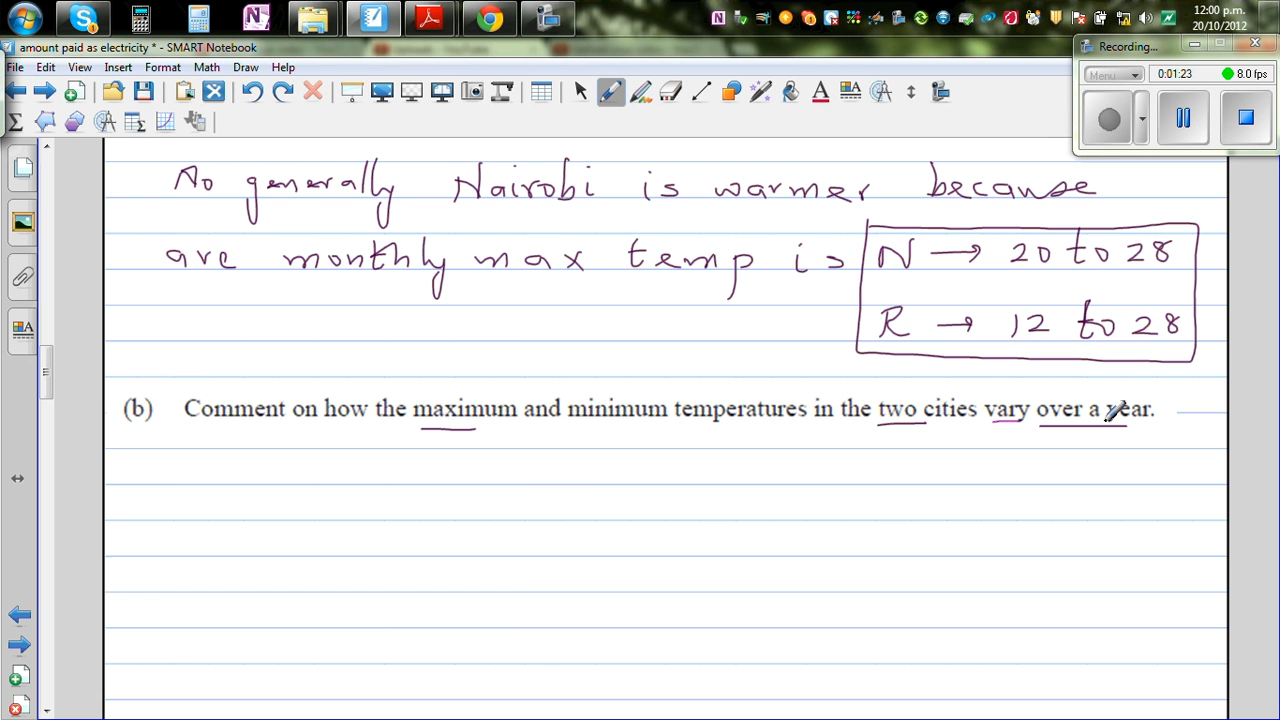 12:00 p.m.
20/10/2012
amount paid as electricity * - SMART Notebook
Recording...
File Edit View Insert Format Math Draw Help
Menu 0:01:23 8.0 fps
No generally Nairobi is warmer because
are monthly max temp is N → 20 to 28
R → 12 to 28
(b) Comment on how the maximum and minimum temperatures in the two cities vary over a year.